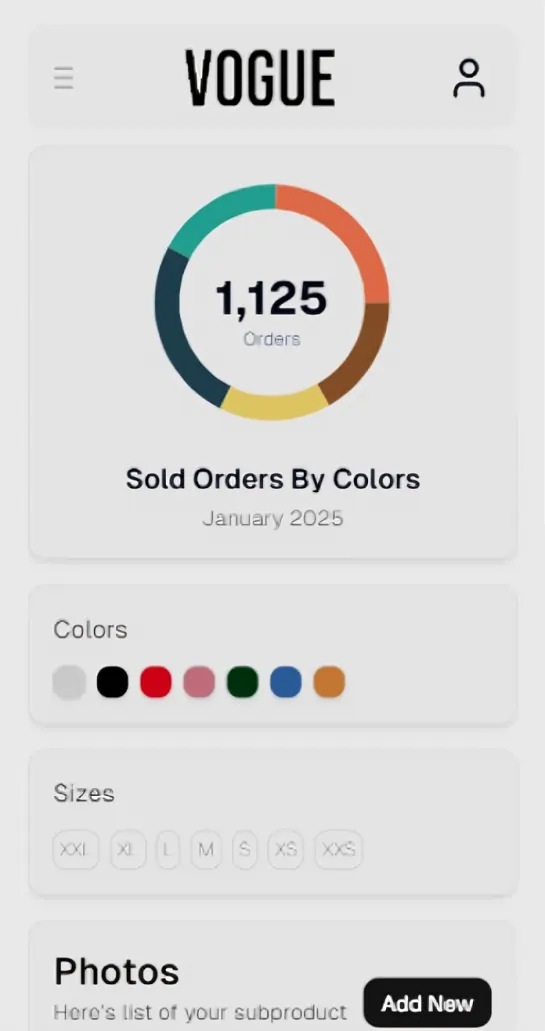 VOGUE
1,125
Orders
Sold Orders By Colors
January 2025
Colors
Sizes
XXL XL L M S XS XXS
Photos
Here's list of your subproduct
Add New